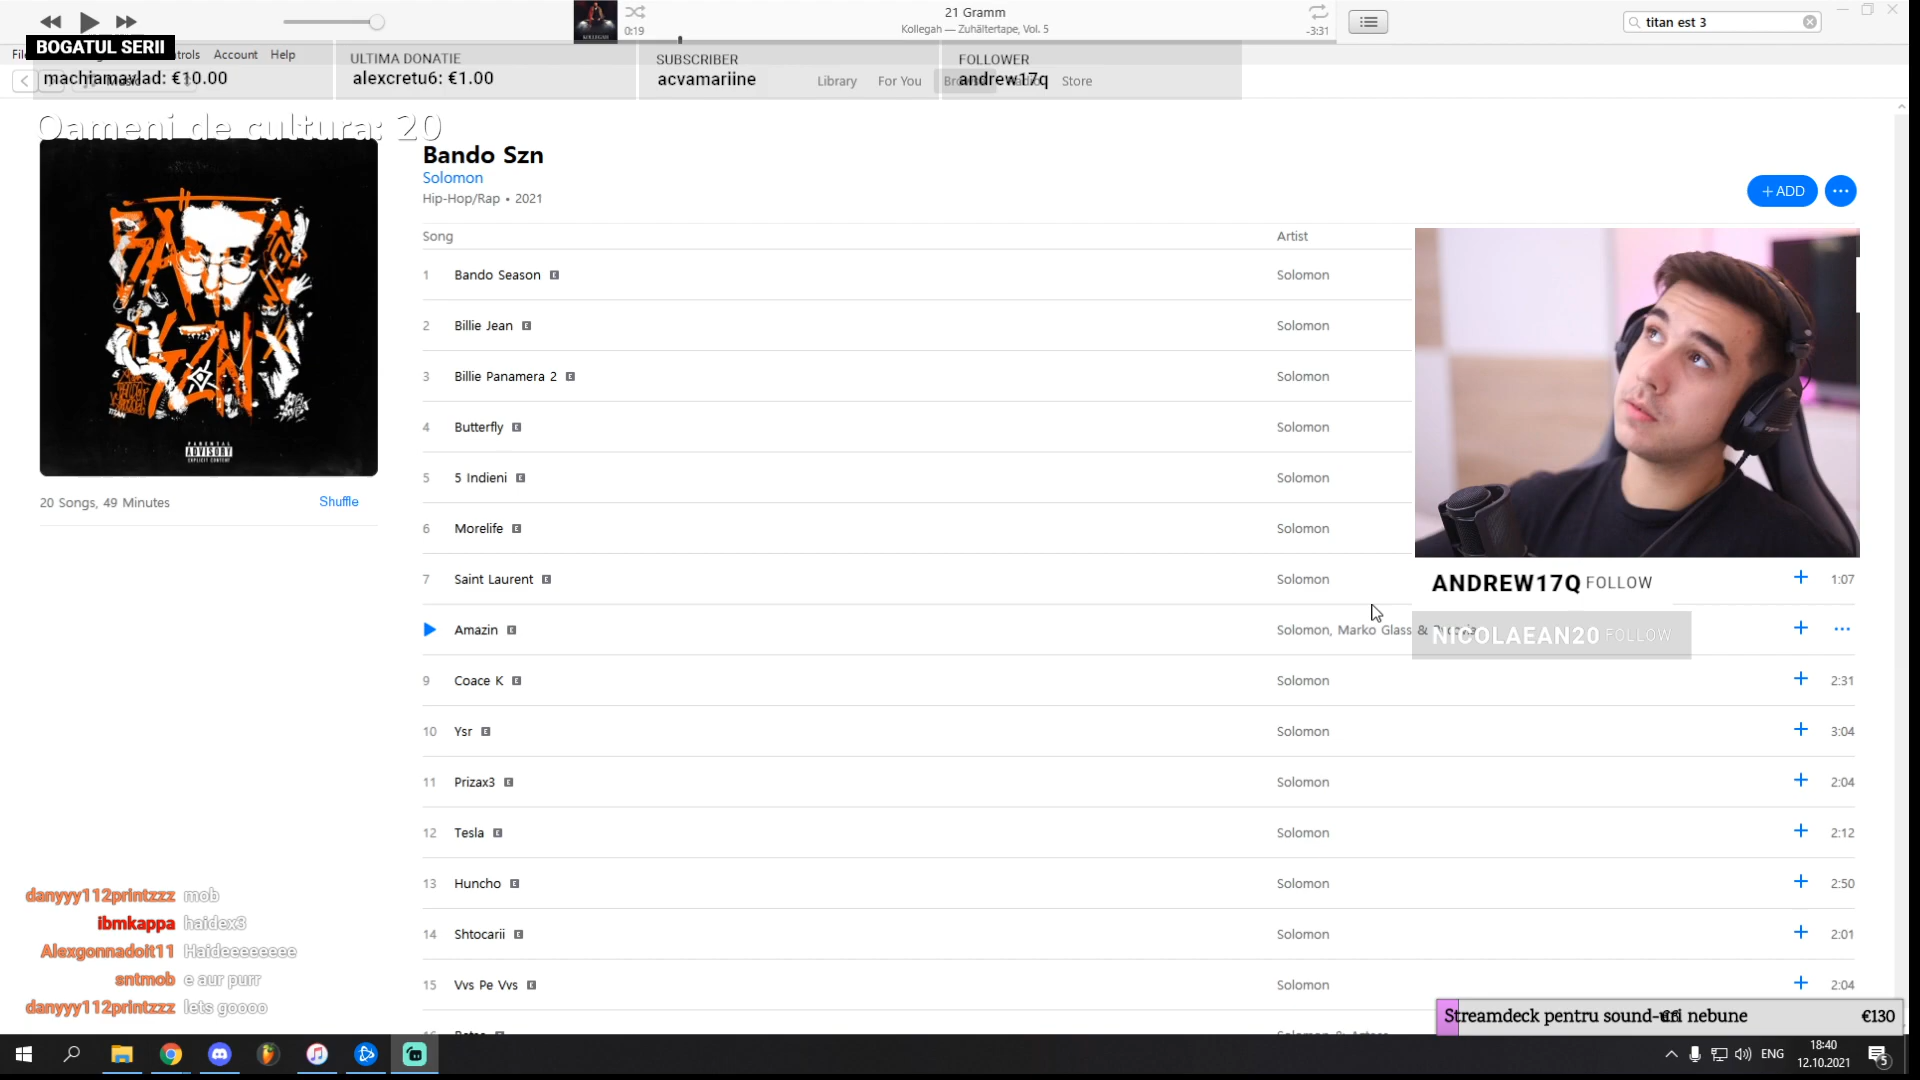 21 Gramm
Kollegah — Zuhältertape, Vol. 5
0:19
-3:31
titan est 3
BOGATUL SERII
Account Help
machiamavlad: €10.00
ULTIMA DONATIE
alexcretu6: €1.00
SUBSCRIBER
acvamariine
FOLLOWER
andrew17q
Library For You Store
Oameni de cultura: 20
Bando Szn
Solomon
Hip-Hop/Rap • 2021
+ ADD
PARENTAL
ADVISORY
EXPLICIT CONTENT
20 Songs, 49 Minutes Shuffle
Song Artist
1 Bando Season E Solomon
2 Billie Jean E Solomon
3 Billie Panamera 2 E Solomon
4 Butterfly E Solomon
5 5 Indieni E Solomon
6 Morelife E Solomon
7 Saint Laurent E Solomon 1:07
Amazin E Solomon, Marko Glass &
9 Coace K E Solomon 2:31
10 Ysr E Solomon 3:04
11 Prizax3 E Solomon 2:04
12 Tesla E Solomon 2:12
13 Huncho E Solomon 2:50
14 Shtocarii E Solomon 2:01
15 Vvs Pe Vvs E Solomon 2:04
ANDREW17Q FOLLOW
NICOLAEAN20 FOLLOW
danyyy112printzzz mob
ibmkappa haidex3
Alexgonnadoit11 Haideeeeeeee
sntmob e aur purr
danyyy112printzzz lets goooo
Streamdeck pentru sound-uri nebune €130
ENG
18:40
12.10.2021
5